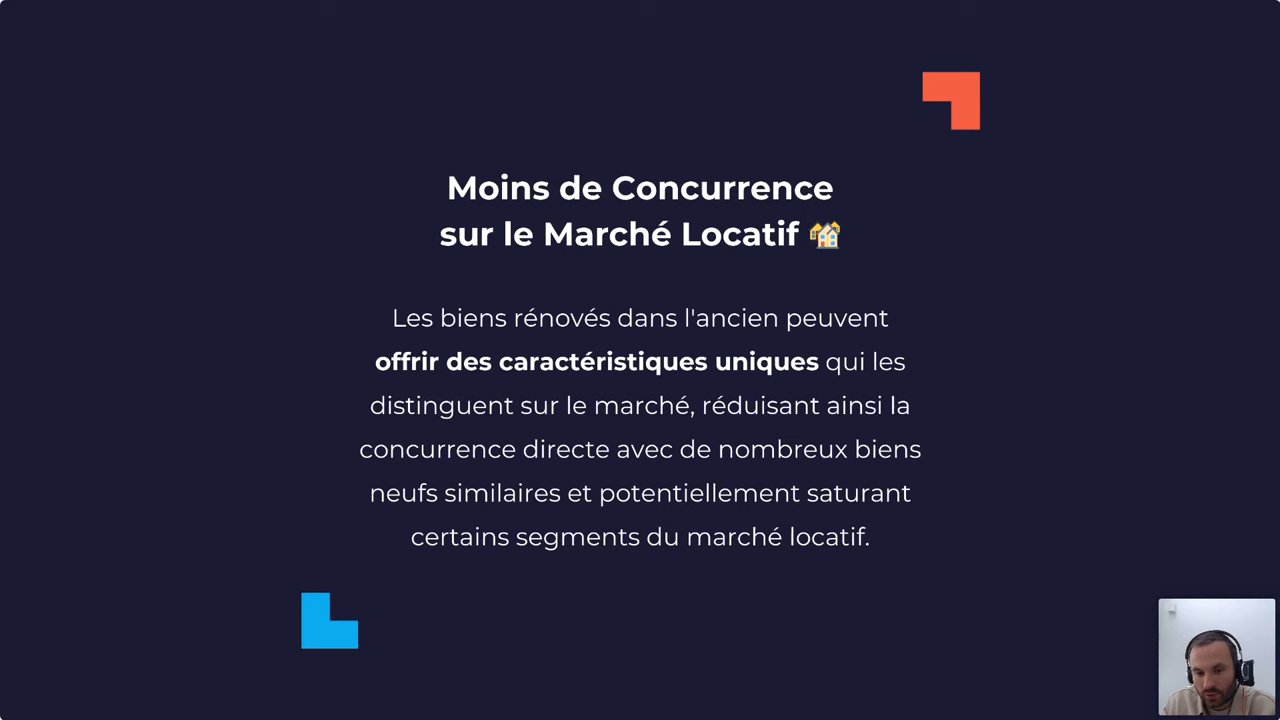 Moins de Concurrence
sur le Marché Locatif 🏘️
Les biens rénovés dans l'ancien peuvent
offrir des caractéristiques uniques qui les
distinguent sur le marché, réduisant ainsi la
concurrence directe avec de nombreux biens
neufs similaires et potentiellement saturant
certains segments du marché locatif.